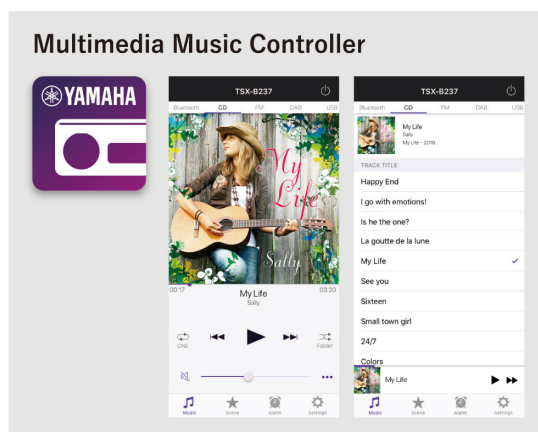 Multimedia Music Controller
YAMAHA
TSX-B237
Bluetooth CD FM DAB USB
My
Life
Sally
00:17 My Life 03:20
Sally
ONE Folder
Music Scene Alarm Settings
TSX-B237
Bluetooth CD FM DAB USB
My Life
Sally
My Life - 2016
TRACK TITLE
Happy End
I go with emotions!
Is he the one?
La goutte de la lune
My Life
See you
Sixteen
Small town girl
24/7
Colors
My Life
Music Scene Alarm Settings